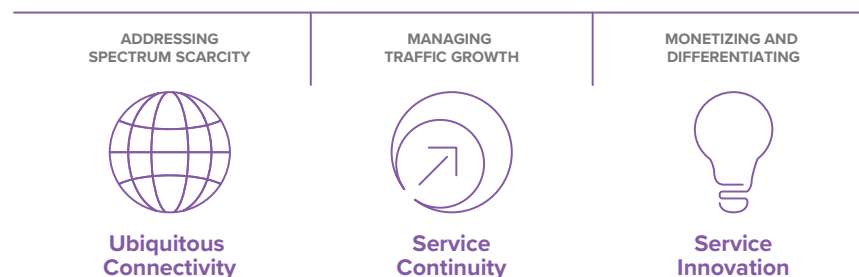 ADDRESSING
SPECTRUM SCARCITY
MANAGING
TRAFFIC GROWTH
MONETIZING AND
DIFFERENTIATING
Ubiquitous
Connectivity
Service
Continuity
Service
Innovation